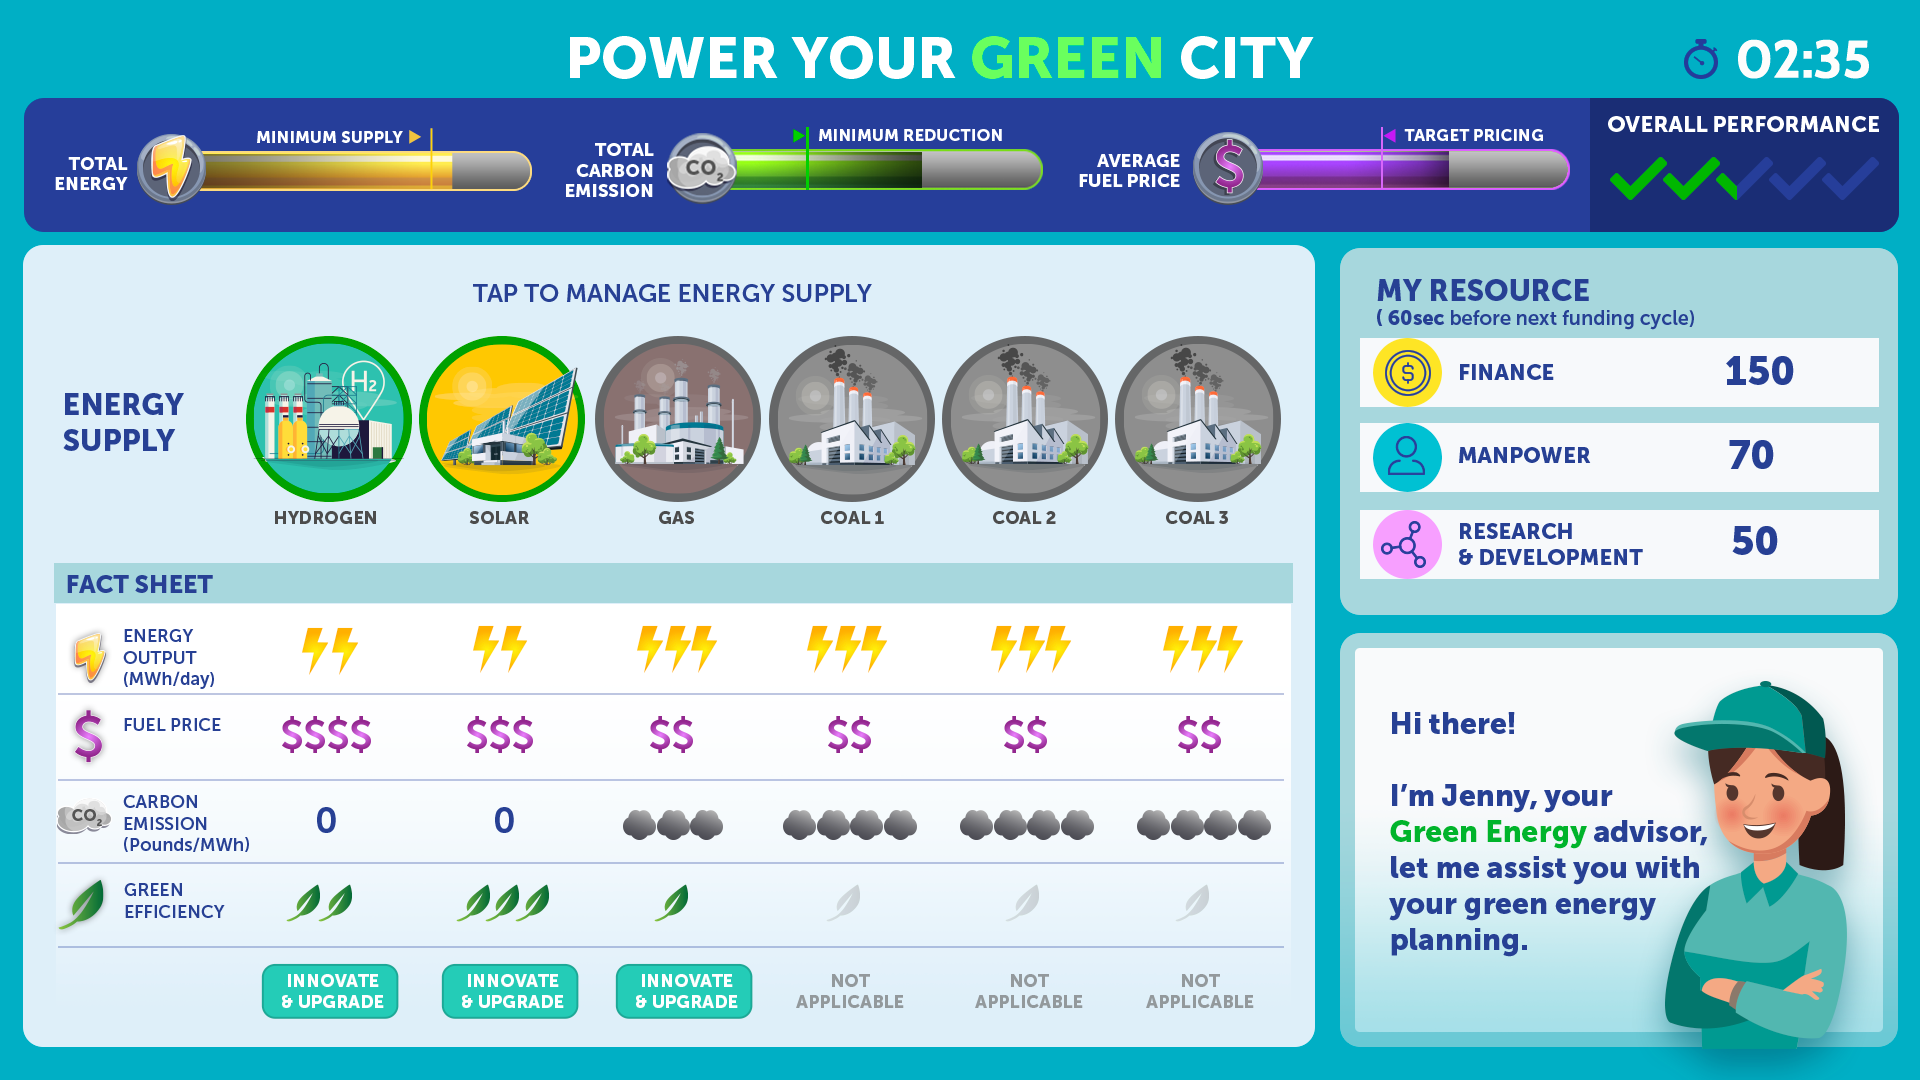 POWER YOUR GREEN CITY
02:35
TOTAL
ENERGY
MINIMUM SUPPLY
TOTAL
CARBON
EMISSION
CO2
MINIMUM REDUCTION
AVERAGE
FUEL PRICE
$
TARGET PRICING
OVERALL PERFORMANCE
TAP TO MANAGE ENERGY SUPPLY
ENERGY
SUPPLY
H2
HYDROGEN
SOLAR
GAS
COAL 1
COAL 2
COAL 3
FACT SHEET
ENERGY
OUTPUT
(MWh/day)
$
FUEL PRICE
$$$$
$$$
$$
$$
$$
$$
CO2
CARBON
EMISSION
(Pounds/MWh)
0
0
GREEN
EFFICIENCY
INNOVATE
& UPGRADE
INNOVATE
& UPGRADE
INNOVATE
& UPGRADE
NOT
APPLICABLE
NOT
APPLICABLE
NOT
APPLICABLE
MY RESOURCE
( 60sec before next funding cycle)
$
FINANCE
150
MANPOWER
70
RESEARCH
& DEVELOPMENT
50
Hi there!
I'm Jenny, your
Green Energy advisor,
let me assist you with
your green energy
planning.